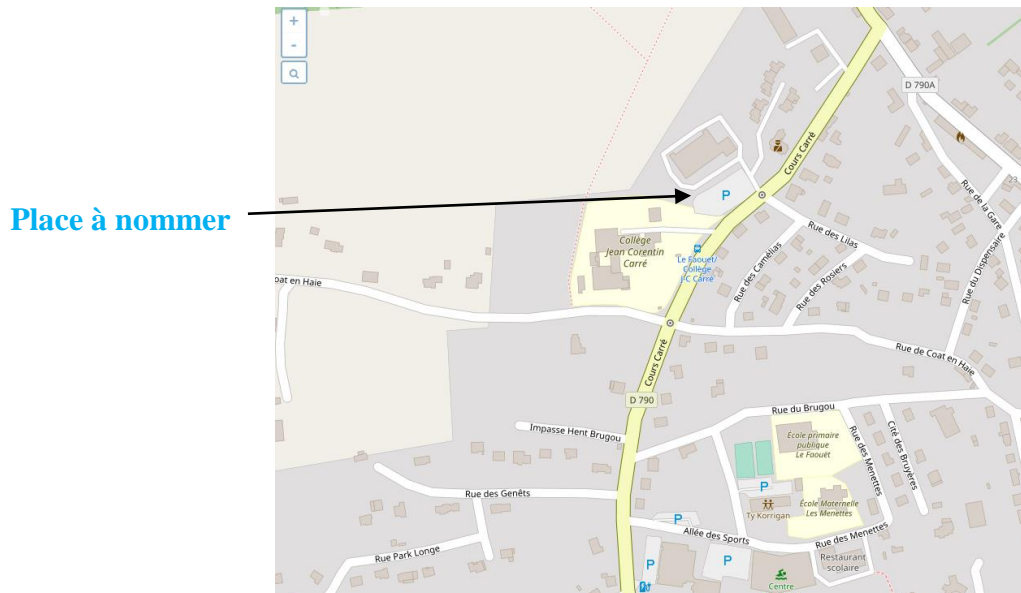 +
-
D 790A
Cours Carré
23
Rue de la Gare
P
Place à nommer
Rue des Lilas
Collège
Jean Corentin
Carré
Le Faouët/
Collège
J-C Carré
Rue des Camélias
Rue des Rosiers
Rue du Dispensaire
oat en Haie
Rue de Coat en Haie
Cours Carré
D 790
Rue du Brugou
Impasse Hent Brugou
École primaire
publique
Le Faouët
Rue des Menettes
Cité des Bruyères
P
Rue des Genêts
École Maternelle
Les Menettes
Ty Korrigan
P
Allée des Sports
Rue des Menettes
Rue Park Longe
P
P
Restaurant
scolaire
Centre